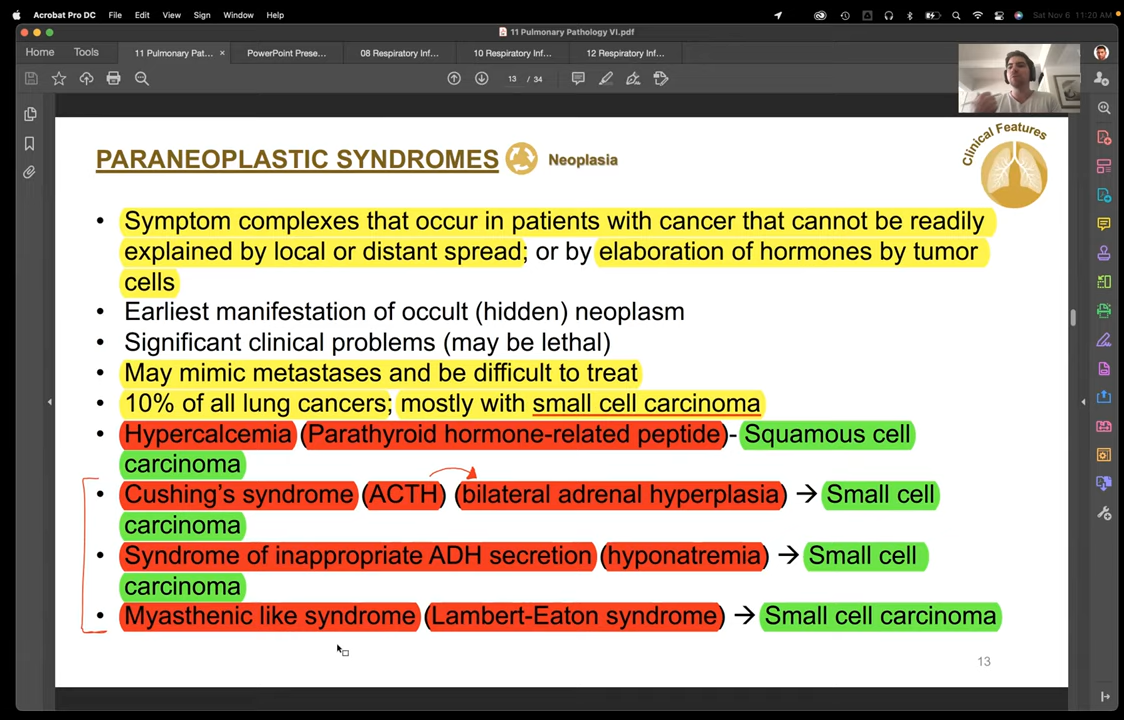 Acrobat Pro DC File Edit View Sign Window Help Sat Nov 6 11:20 AM
11 Pulmonary Pathology VI.pdf
Home Tools 11 Pulmonary Pat... × PowerPoint Prese... 08 Respiratory Inf... 10 Respiratory Inf... 12 Respiratory Inf...
13 / 34
Clinical Features
PARANEOPLASTIC SYNDROMES Neoplasia
• Symptom complexes that occur in patients with cancer that cannot be readily
explained by local or distant spread; or by elaboration of hormones by tumor
cells
• Earliest manifestation of occult (hidden) neoplasm
• Significant clinical problems (may be lethal)
• May mimic metastases and be difficult to treat
• 10% of all lung cancers; mostly with small cell carcinoma
• Hypercalcemia (Parathyroid hormone-related peptide)- Squamous cell
carcinoma
• Cushing's syndrome (ACTH) (bilateral adrenal hyperplasia) → Small cell
carcinoma
• Syndrome of inappropriate ADH secretion (hyponatremia) → Small cell
carcinoma
• Myasthenic like syndrome (Lambert-Eaton syndrome) → Small cell carcinoma
13